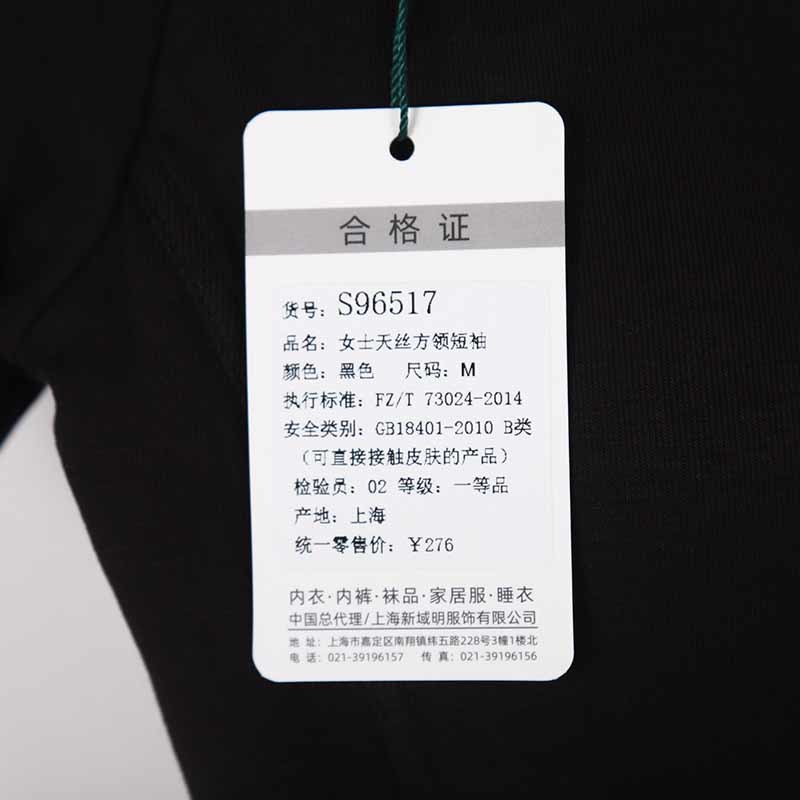 合格证
货号：S96517
品名：女士天丝方领短袖
颜色：黑色 尺码：M
执行标准：FZ/T 73024-2014
安全类别：GB18401-2010 B类
（可直接接触皮肤的产品）
检验员：02 等级：一等品
产地：上海
统一零售价：￥276
内衣·内裤·袜品·家居服·睡衣
中国总代理/上海新域明服饰有限公司
地 址：上海市嘉定区南翔镇纬五路228号3幢1楼北
电 话：021-39196157 传 真：021-39196156